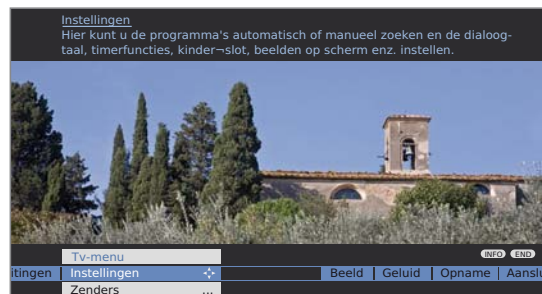 Instellingen
Hier kunt u de programma's automatisch of manueel zoeken en de dialoog-
taal, timerfuncties, kinder¬slot, beelden op scherm enz. instellen.
Tv-menu
INFO END
itingen Instellingen Beeld Geluid Opname Aanslu
Zenders ...